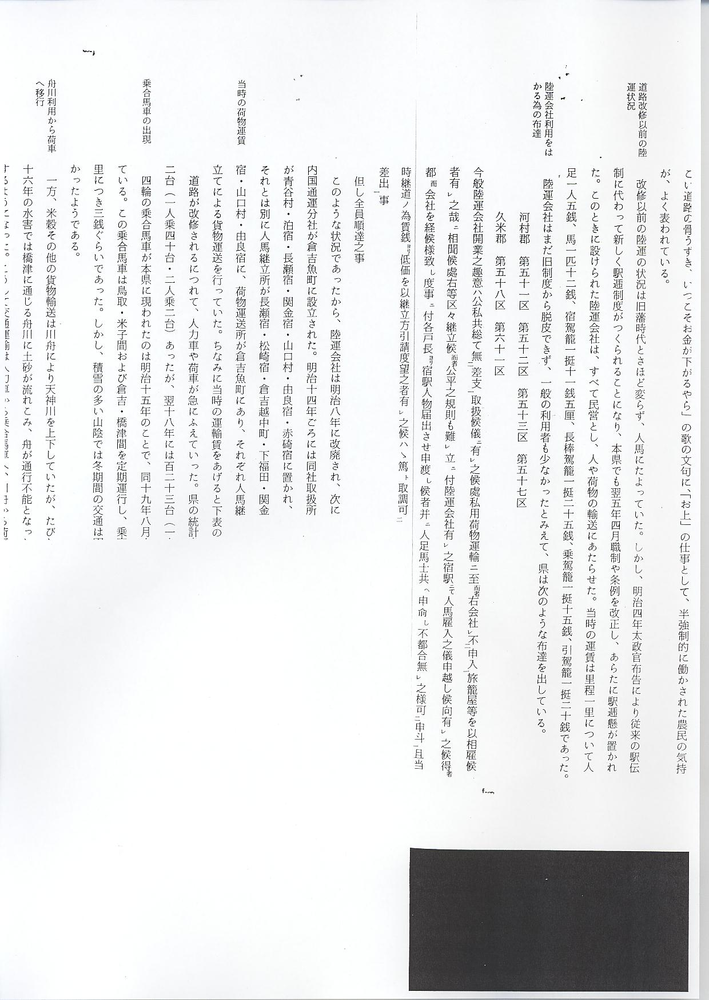 こい道路の骨うずき、いつこそお金が下がるやら」の歌の文句に、「お上」の仕事として、半強制的に働かされた農民の気持
が、よく表われている。
道路改修以前の陸
運状況
改修以前の陸運の状況は旧藩時代とさほど変らず、人馬にたよっていた。しかし、明治四年太政官布告により従来の駅伝
制に代わって新しく駅逓制度がつくられることになり、本県でも翌五年四月職制や条例を改正し、あらたに駅逓懸が置かれ
た。このときに設けられた陸運会社は、すべて民営とし、人や荷物の輸送にあたらせた。当時の運賃は里程一里について人
足一人五銭、馬一匹十二銭、宿駕籠一挺十一銭五厘、長棒駕籠一挺二十五銭、乗駕籠一挺十五銭、引駕籠一挺二十銭であった。
陸運会社利用をは
かる為の布達
陸運会社はまだ旧制度から脱皮できず、一般の利用者も少なかったとみえて、県は次のような布達を出している。
河村郡　第五十一区　第五十二区　第五十三区　第五十七区
久米郡　第五十八区　第六十一区
今般陸運会社開業之趣意ハ公私共総て無㆓差支㆒取扱候儀ニ有㆑之候處私用荷物運輸ニ至而者右会社㆑不㆓申入㆒旅籠屋等を以相雇候
者有㆑之哉ニ相聞候處右等区々継立候而者公平之規則も難㆑立ニ付陸運会社有㆑之宿駅ニて人馬雇入之儀申越し候向有㆑之候得者
都而会社を経候様致し度事ニ付各戸長ヨリ宿駅人物届出させ申渡し候者并ニ人足馬士共へ申俞し不都合無㆑之様可㆓申斗㆒且当
時継道ノ為賃銭ヨリ低価を以継立方引請度望之者有㆑之候ハヽ篤ト取調可㆓
差出㆒事
但し全員順達之事
このような状況であったから、陸運会社は明治八年に改廃され、次に
内国通運分社が倉吉魚町に設立された。明治十四年ごろには同社取扱所
が青谷村・泊宿・長瀬宿・関金宿・山口村・由良宿・赤碕宿に置かれ、
それとは別に人馬継立所が長瀬宿・松崎宿・倉吉越中町・下福田・関金
当時の荷物運賃
宿・山口村・由良宿に、荷物運送所が倉吉魚町にあり、それぞれ人馬継
立てによる貨物運送を行っていた。ちなみに当時の運輸賃をあげると下表の
道路が改修されるにつれて、人力車や荷車が急にふえていった。県の統計
二台（一人乗四十台・二人乗二台）あったが、翌十八年には百二十三台（一
乗合馬車の出現
四輪の乗合馬車が本県に現われたのは明治十五年のことで、同十九年八月
ている。この乗合馬車は鳥取・米子間および倉吉・橋津間を定期運行し、乗
里につき三銭ぐらいであった。しかし、積雪の多い山陰では冬期間の交通は
かったようである。
舟川利用から荷車
へ移行
一方、米穀その他の貨物輸送は川舟により天神川を上下していたが、たび
十六年の水害では橋津に通じる舟川に土砂が流れこみ、舟が通行不能となっ